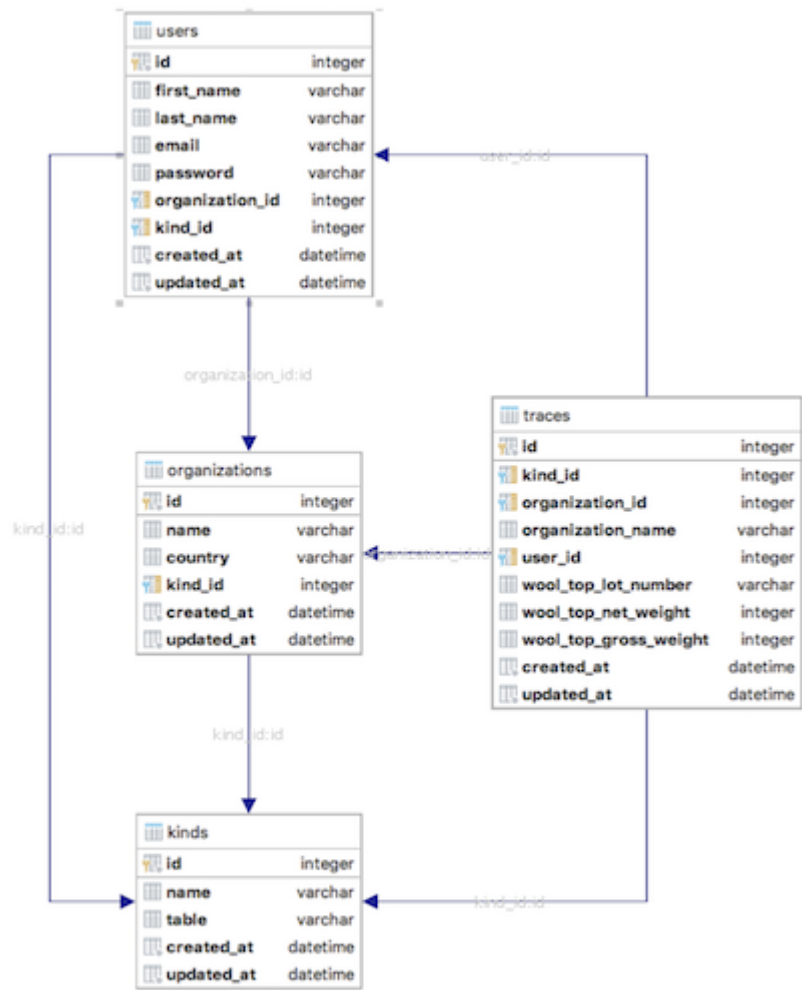 users
id integer
first_name varchar
last_name varchar
email varchar
password varchar
organization_id integer
kind_id integer
created_at datetime
updated_at datetime
user_id:id
organization_id:id
traces
id integer
kind_id integer
organization_id integer
organization_name varchar
user_id integer
wool_top_lot_number varchar
wool_top_net_weight integer
wool_top_gross_weight integer
created_at datetime
updated_at datetime
organizations
id integer
name varchar
country varchar
kind_id integer
created_at datetime
updated_at datetime
kind_id:id
organization_id:id
kind_id:id
kinds
id integer
name varchar
table varchar
created_at datetime
updated_at datetime
kind_id:id